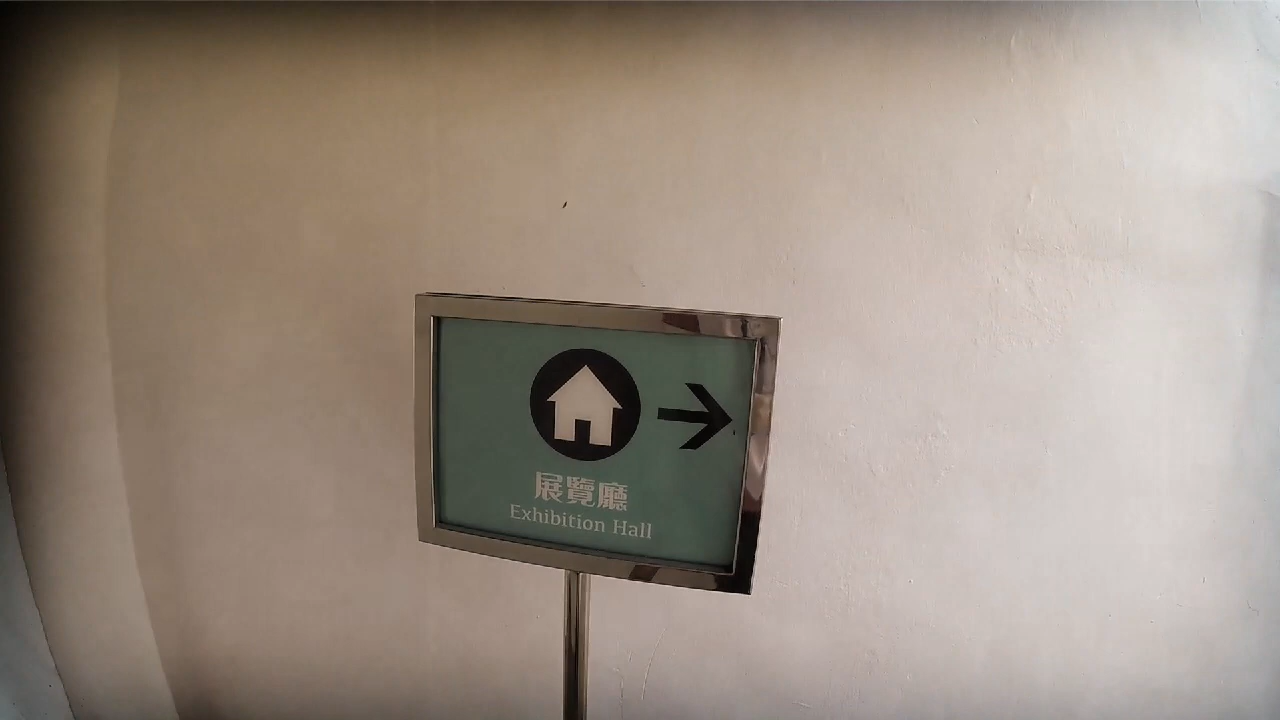 展覽廳
Exhibition Hall